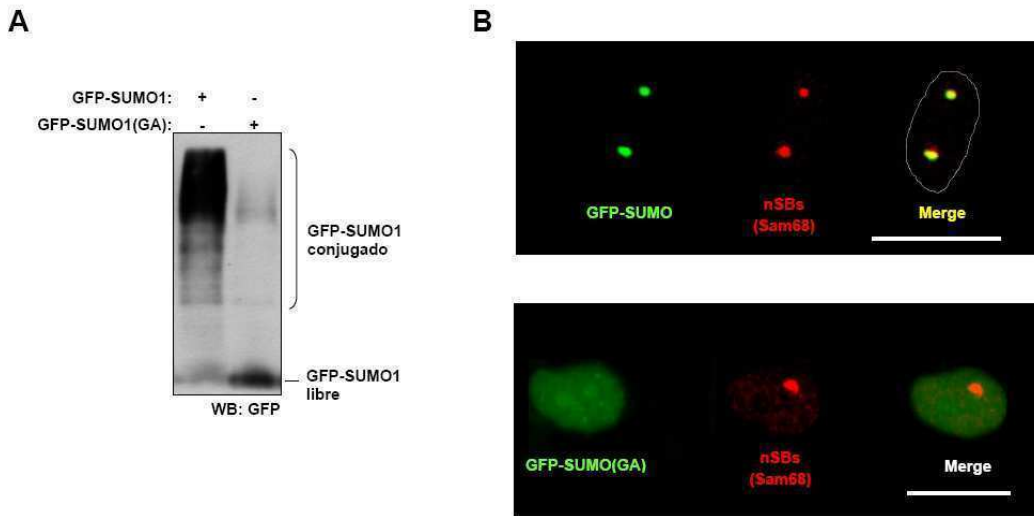 A
GFP-SUMO1: + -
GFP-SUMO1(GA): - +
GFP-SUMO1
conjugado
GFP-SUMO1
libre
WB: GFP
B
GFP-SUMO
nSBs
(Sam68)
Merge
GFP-SUMO(GA)
nSBs
(Sam68)
Merge